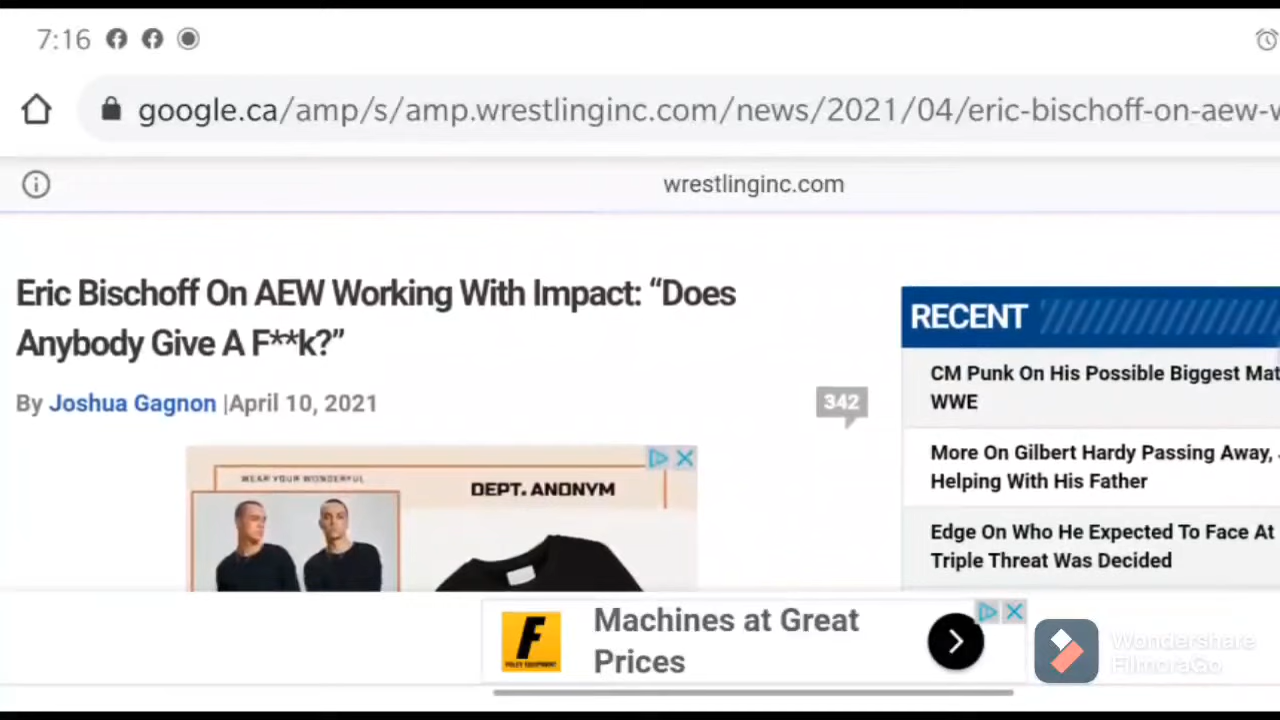 7:16
google.ca/amp/s/amp.wrestlinginc.com/news/2021/04/eric-bischoff-on-aew-w
wrestlinginc.com
Eric Bischoff On AEW Working With Impact: “Does
Anybody Give A F**k?”
By Joshua Gagnon |April 10, 2021
342
RECENT
CM Punk On His Possible Biggest Mat
WWE
More On Gilbert Hardy Passing Away, J
Helping With His Father
Edge On Who He Expected To Face At
Triple Threat Was Decided
WEAR YOUR WONDERFUL
DEPT. ANONYM
F
FOLEY EQUIPMENT
Machines at Great
Prices
Wondershare
FilmoraGo